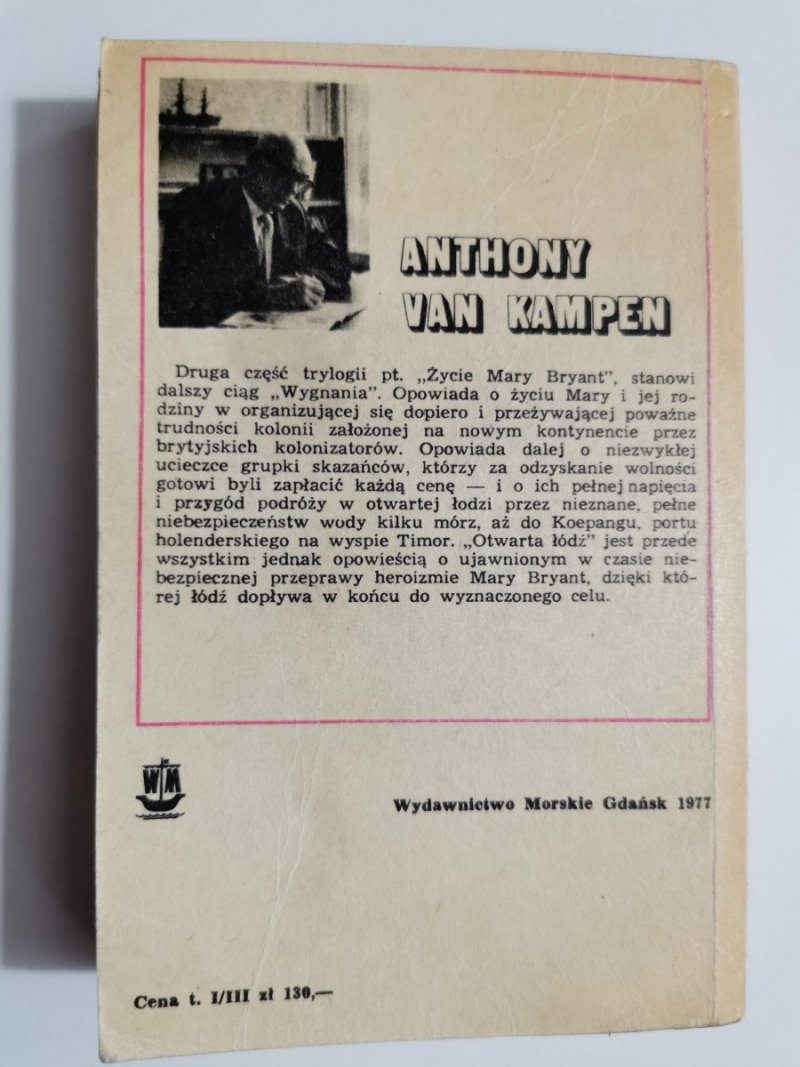 ANTHONY
VAN KAMPEN
Druga część trylogii pt. „Życie Mary Bryant”, stanowi
dalszy ciąg „Wygnania”. Opowiada o życiu Mary i jej ro-
dziny w organizującej się dopiero i przeżywającej poważne
trudności kolonii założonej na nowym kontynencie przez
brytyjskich kolonizatorów. Opowiada dalej o niezwykłej
ucieczce grupki skazańców, którzy za odzyskanie wolności
gotowi byli zapłacić każdą cenę — i o ich pełnej napięcia
i przygód podróży w otwartej łodzi przez nieznane, pełne
niebezpieczeństw wody kilku mórz, aż do Koepangu, portu
holenderskiego na wyspie Timor. „Otwarta łódź” jest przede
wszystkim jednak opowieścią o ujawnionym w czasie nie-
bezpiecznej przeprawy heroizmie Mary Bryant, dzięki któ-
rej łódź dopływa w końcu do wyznaczonego celu.
WM
Wydawnictwo Morskie Gdańsk 1977
Cena t. I/III zł 130,—